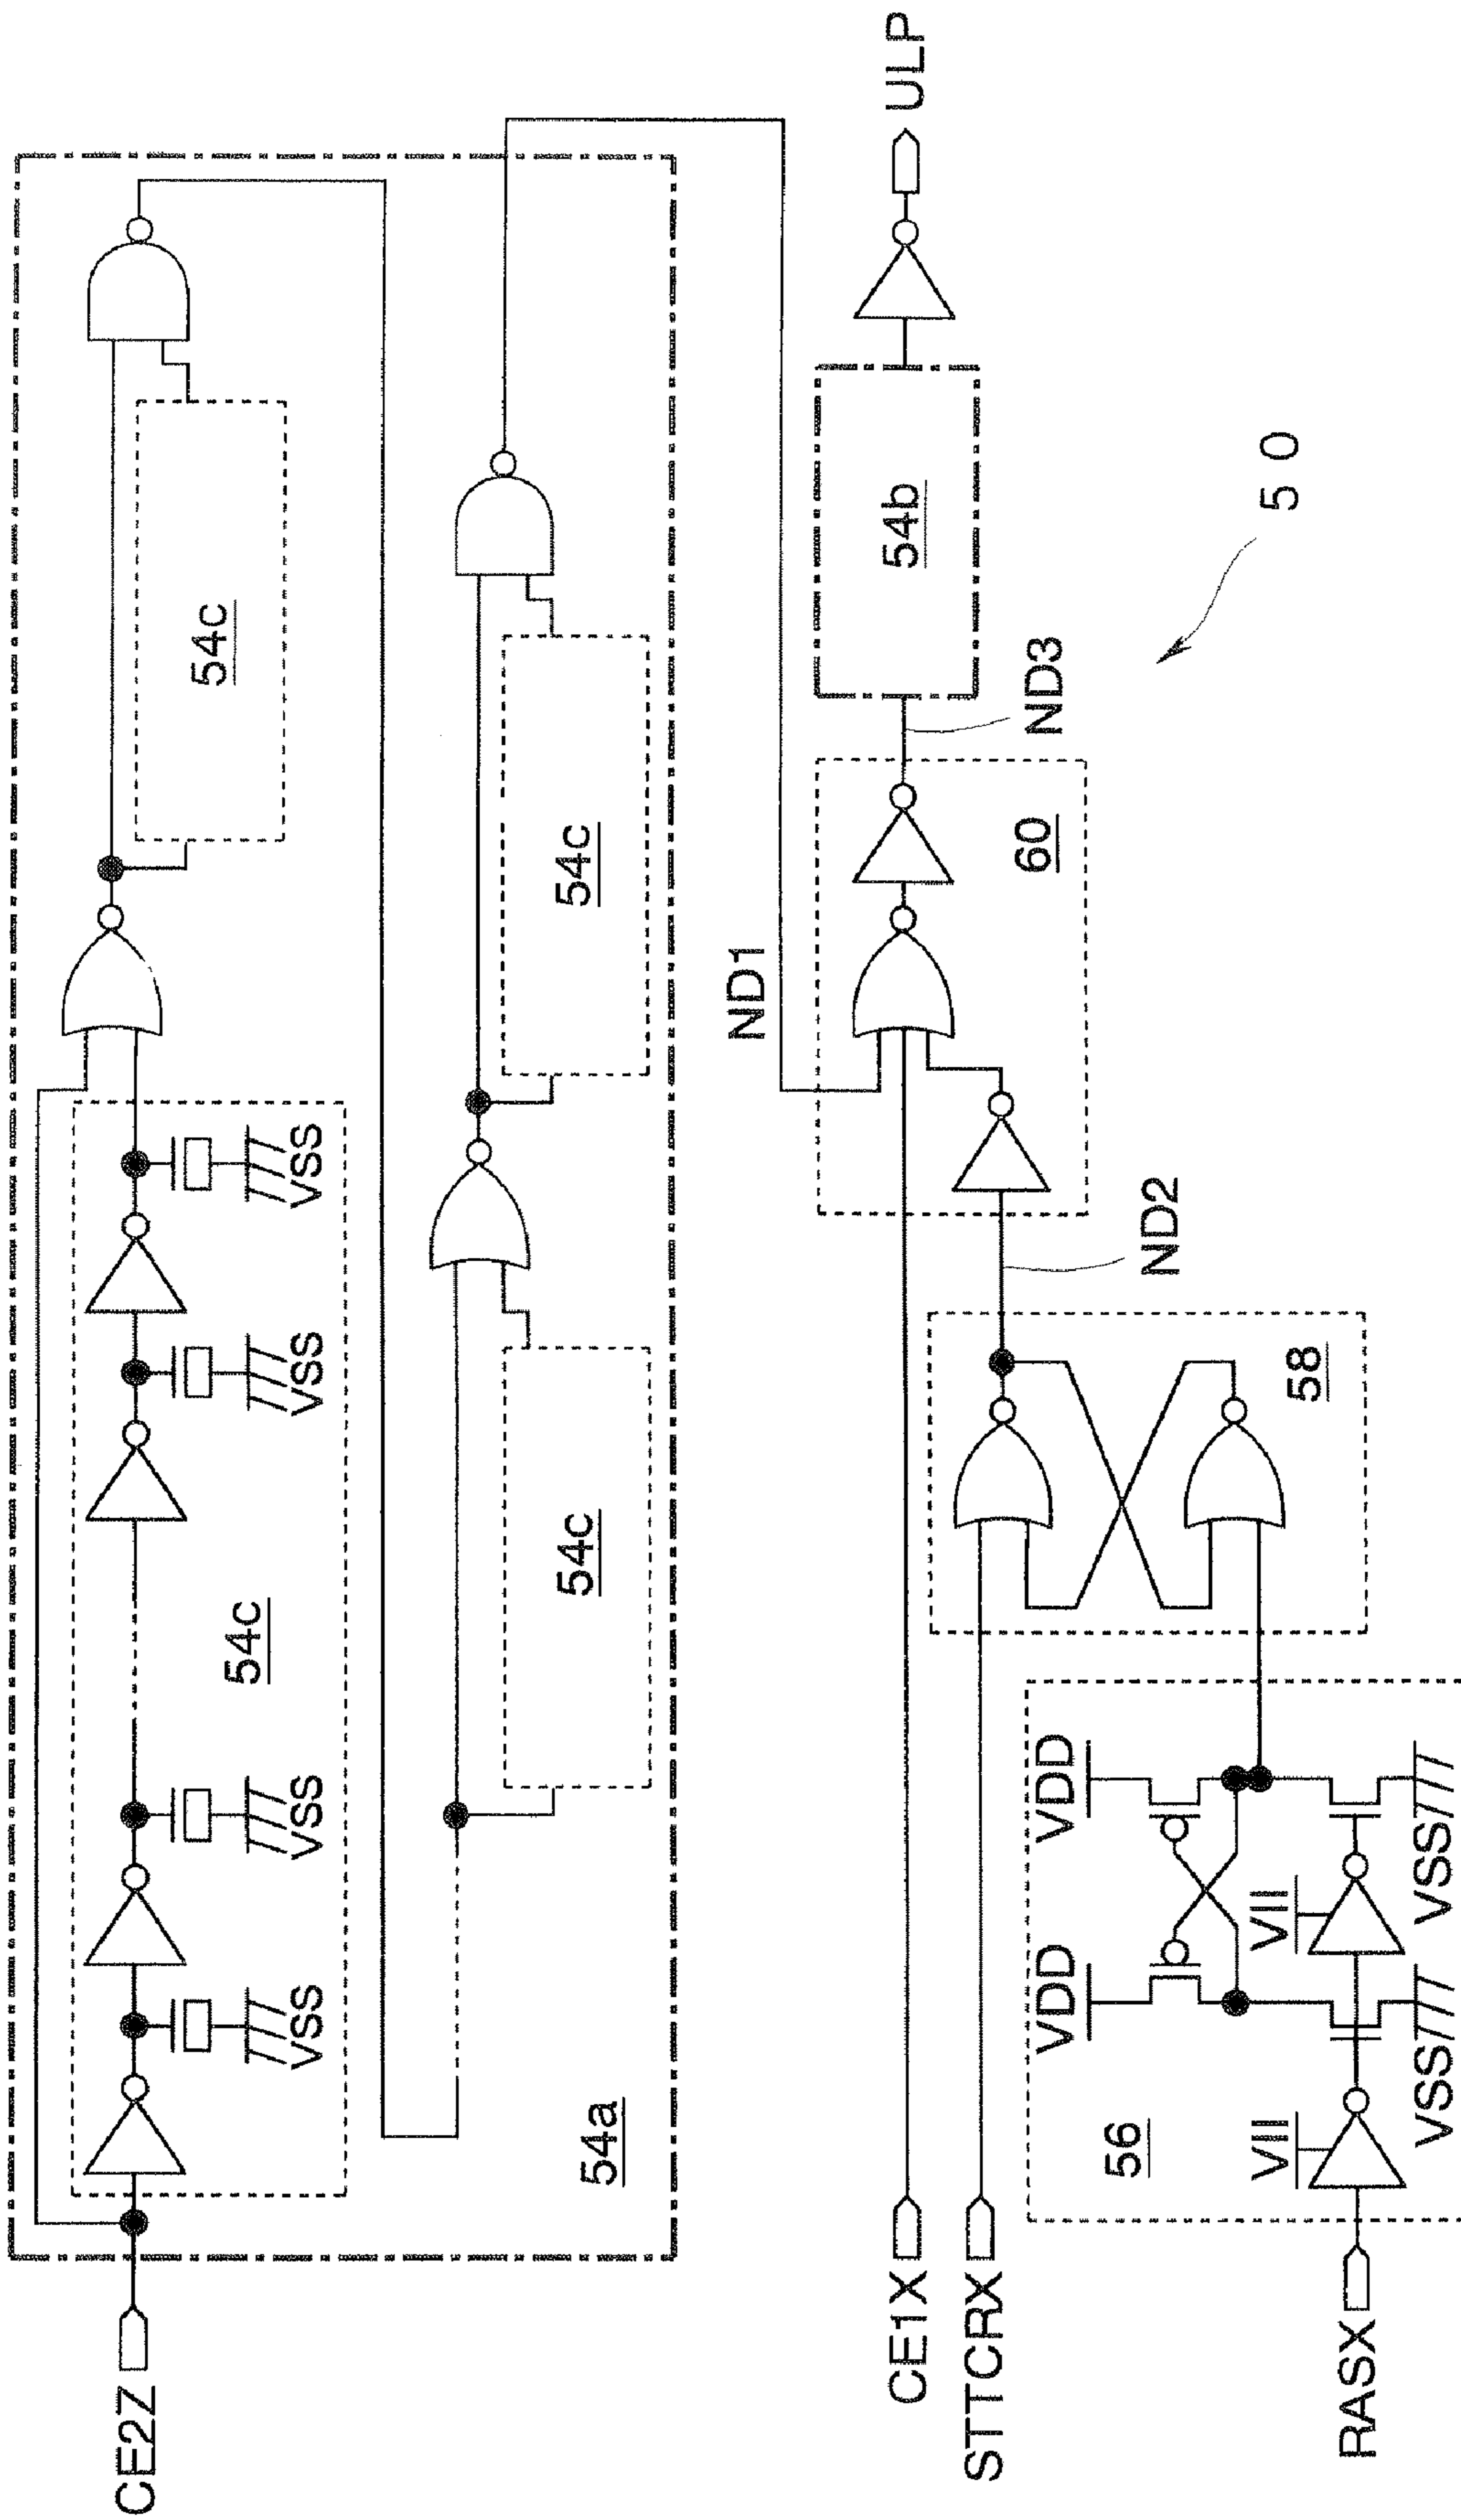 CE2Z
54c
VSS
VSS
VSS
VSS
54c
54a
54c
54c
ND1
CE1X
STTCRX
RASX
56
VII
VII
VDD
VDD
VSS
VSS
58
ND2
60
ND3
54b
ULP
5 0